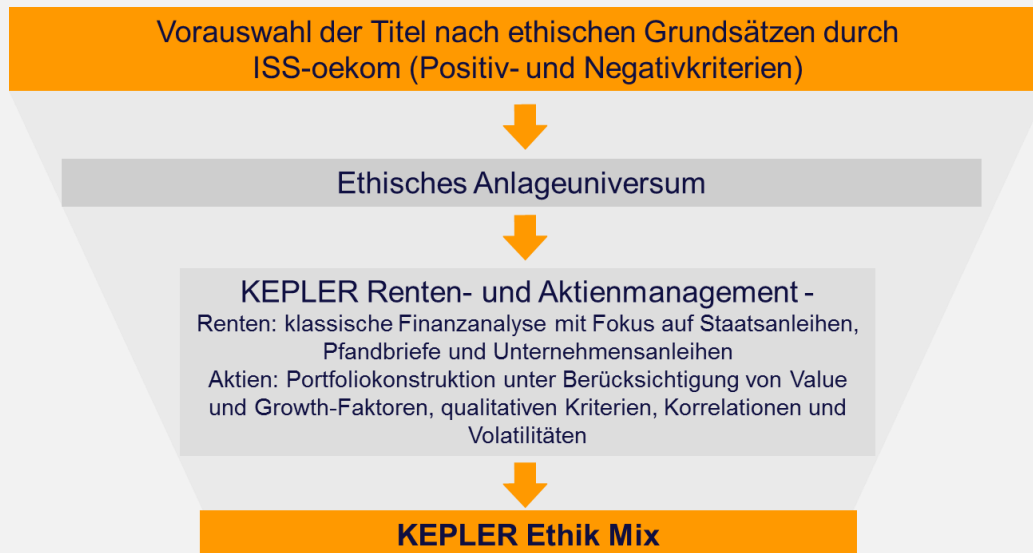 Vorauswahl der Titel nach ethischen Grundsätzen durch
ISS-oekom (Positiv- und Negativkriterien)
Ethisches Anlageuniversum
KEPLER Renten- und Aktienmanagement -
Renten: klassische Finanzanalyse mit Fokus auf Staatsanleihen,
Pfandbriefe und Unternehmensanleihen
Aktien: Portfoliokonstruktion unter Berücksichtigung von Value
und Growth-Faktoren, qualitativen Kriterien, Korrelationen und
Volatilitäten
KEPLER Ethik Mix